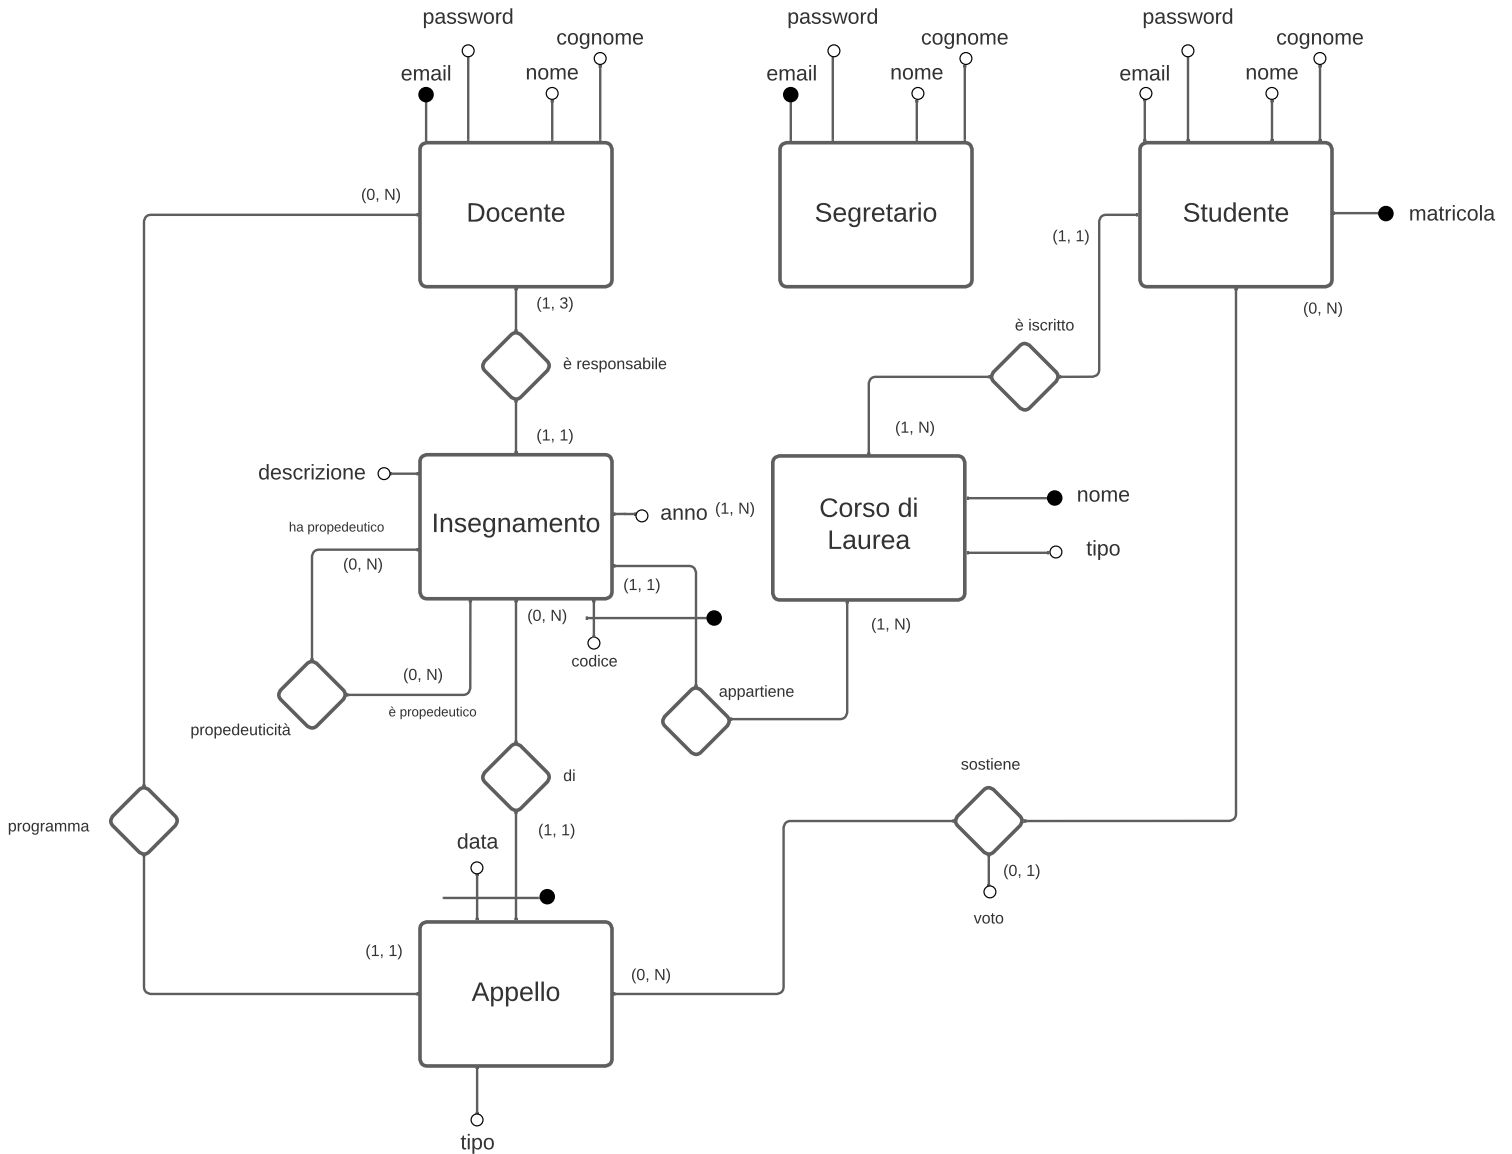 password
password
password
cognome
cognome
cognome
email
nome
email
nome
email
nome
(0, N)
Docente
Segretario
Studente
matricola
(1, 1)
(1, 3)
(0, N)
è iscritto
è responsabile
(1, N)
(1, 1)
descrizione
nome
Corso di
Laurea
anno
(1, N)
Insegnamento
ha propedeutico
tipo
(0, N)
(1, 1)
(0, N)
(1, N)
codice
(0, N)
appartiene
è propedeutico
propedeuticità
sostiene
di
programma
(1, 1)
data
(0, 1)
voto
(1, 1)
(0, N)
Appello
tipo